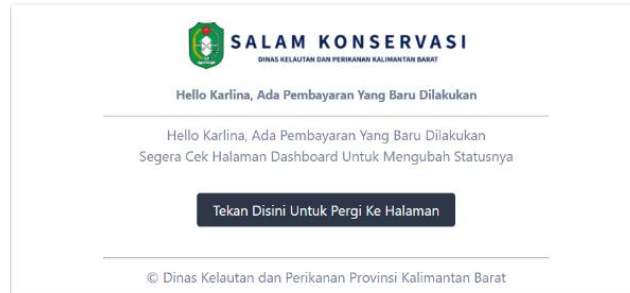 SALAM KONSERVASI
DINAS KELAUTAN DAN PERIKANAN KALIMANTAN BARAT
Hello Karlina, Ada Pembayaran Yang Baru Dilakukan
Hello Karlina, Ada Pembayaran Yang Baru Dilakukan
Segera Cek Halaman Dashboard Untuk Mengubah Statusnya
Tekan Disini Untuk Pergi Ke Halaman
© Dinas Kelautan dan Perikanan Provinsi Kalimantan Barat